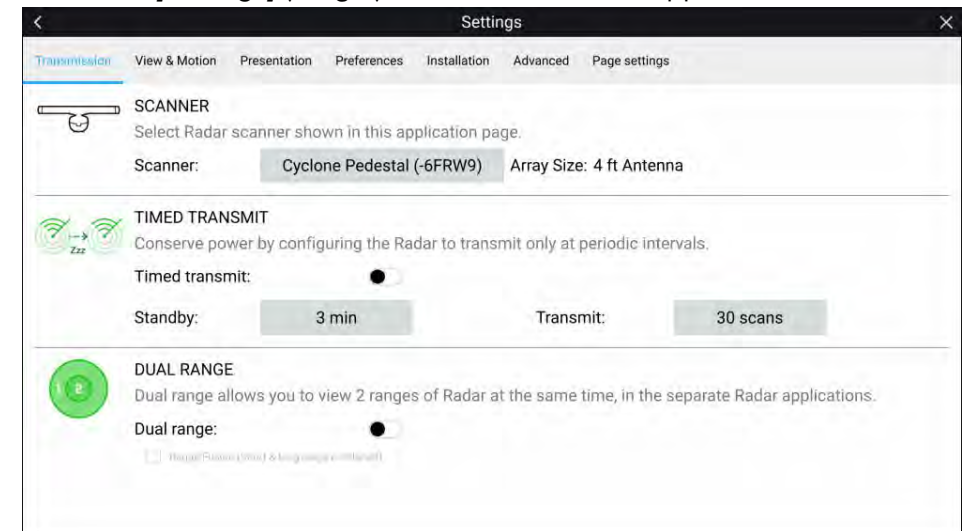 Settings
Transmission View & Motion Presentation Preferences Installation Advanced Page settings
SCANNER
Select Radar scanner shown in this application page.
Scanner: Cyclone Pedestal (-6FRW9) Array Size: 4 ft Antenna
TIMED TRANSMIT
Conserve power by configuring the Radar to transmit only at periodic intervals.
Zzz
Timed transmit:
Standby: 3 min Transmit: 30 scans
DUAL RANGE
1 2
Dual range allows you to view 2 ranges of Radar at the same time, in the separate Radar applications.
Dual range: